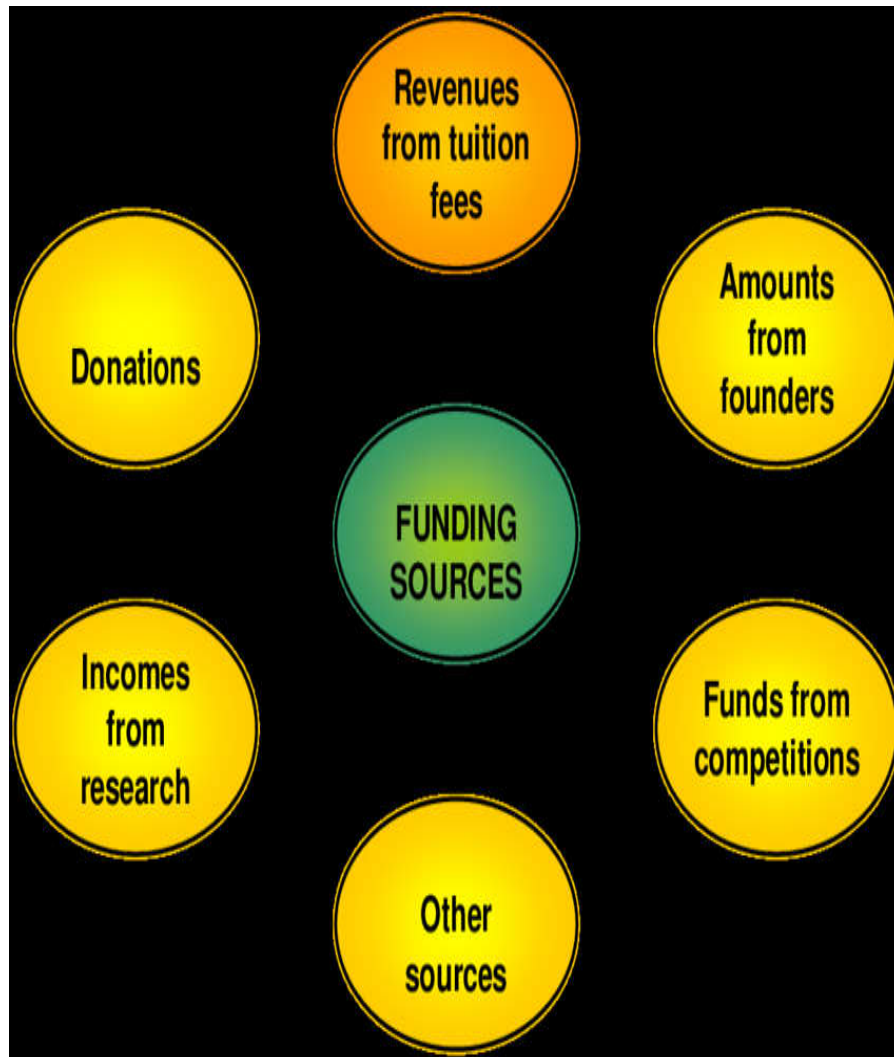 Revenues
from tuition
fees
Donations
Amounts
from
founders
FUNDING
SOURCES
Incomes
from
research
Funds from
competitions
Other
sources